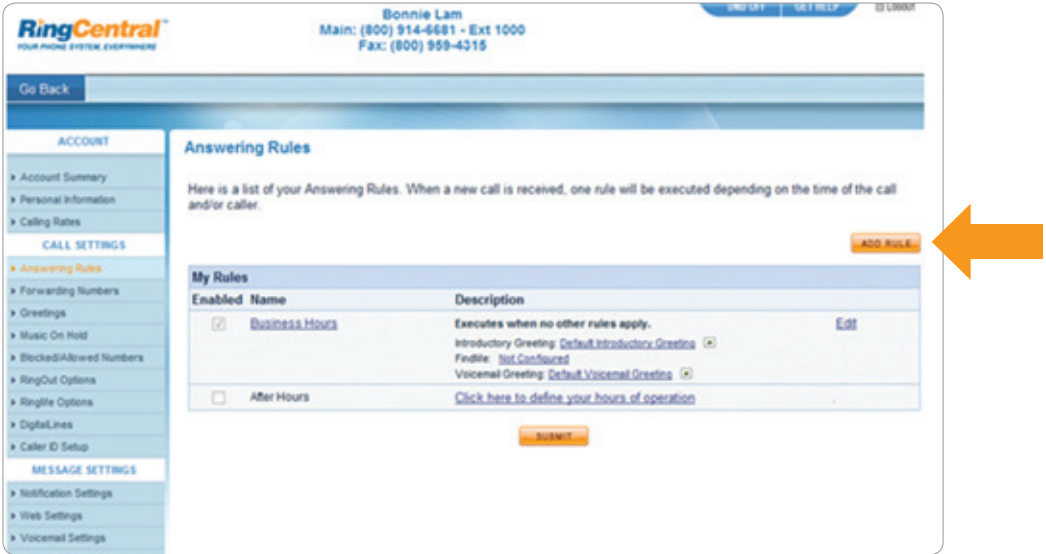 RingCentral™
YOUR PHONE SYSTEM, EVERYWHERE
Bonnie Lam
Main: (800) 914-6681 - Ext 1000
Fax: (800) 959-4315
DND OFF GET HELP LOGOUT
Go Back
ACCOUNT
Account Summary
Personal Information
Calling Rates
CALL SETTINGS
Answering Rules
Forwarding Numbers
Greetings
Music On Hold
Blocked/Allowed Numbers
RingOut Options
RingMe Options
DigitalLines
Caller ID Setup
MESSAGE SETTINGS
Notification Settings
Web Settings
Voicemail Settings
Answering Rules
Here is a list of your Answering Rules. When a new call is received, one rule will be executed depending on the time of the call
and/or caller.
ADD RULE
My Rules
Enabled Name Description
Business Hours Executes when no other rules apply. Edit
Introductory Greeting: Default Introductory Greeting
FindMe: Not Configured
Voicemail Greeting: Default Voicemail Greeting
After Hours Click here to define your hours of operation
SUBMIT